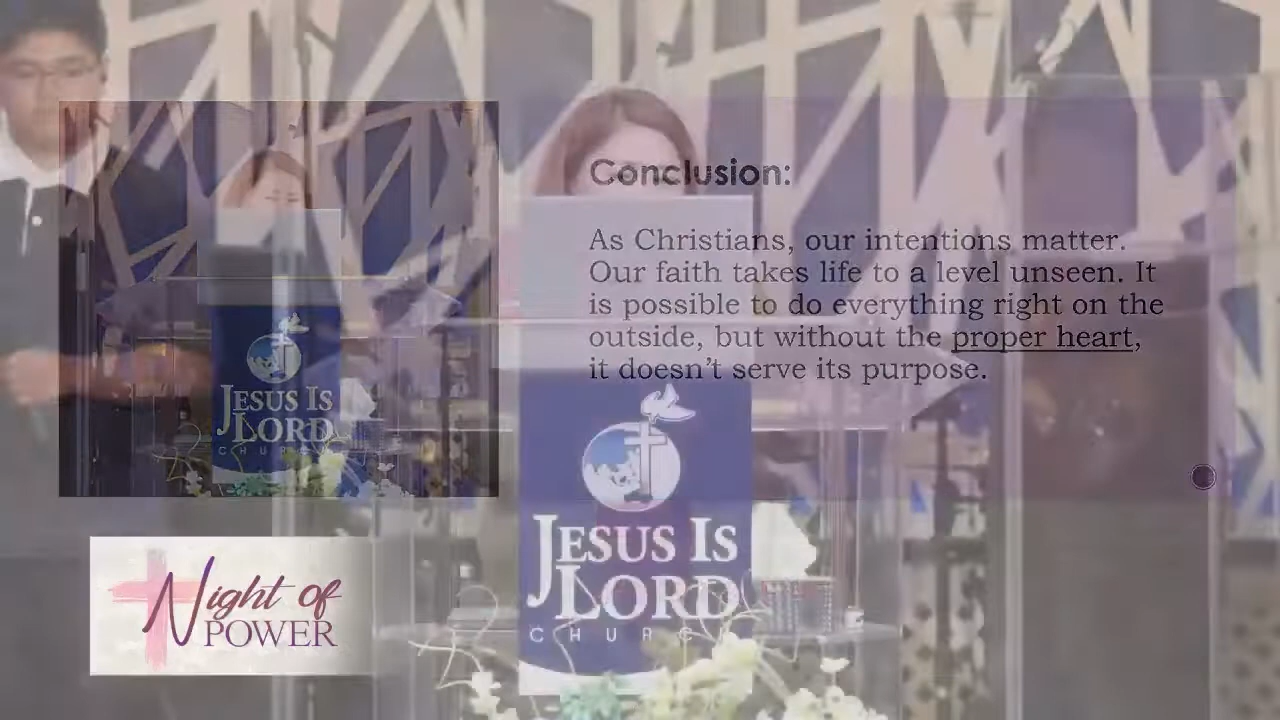 Conclusion:
As Christians, our intentions matter.
Our faith takes life to a level unseen. It
is possible to do everything right on the
outside, but without the proper heart,
it doesn't serve its purpose.
JESUS IS
LORD
CHURCH
JESUS IS
LORD
CHURCH
Night of
POWER